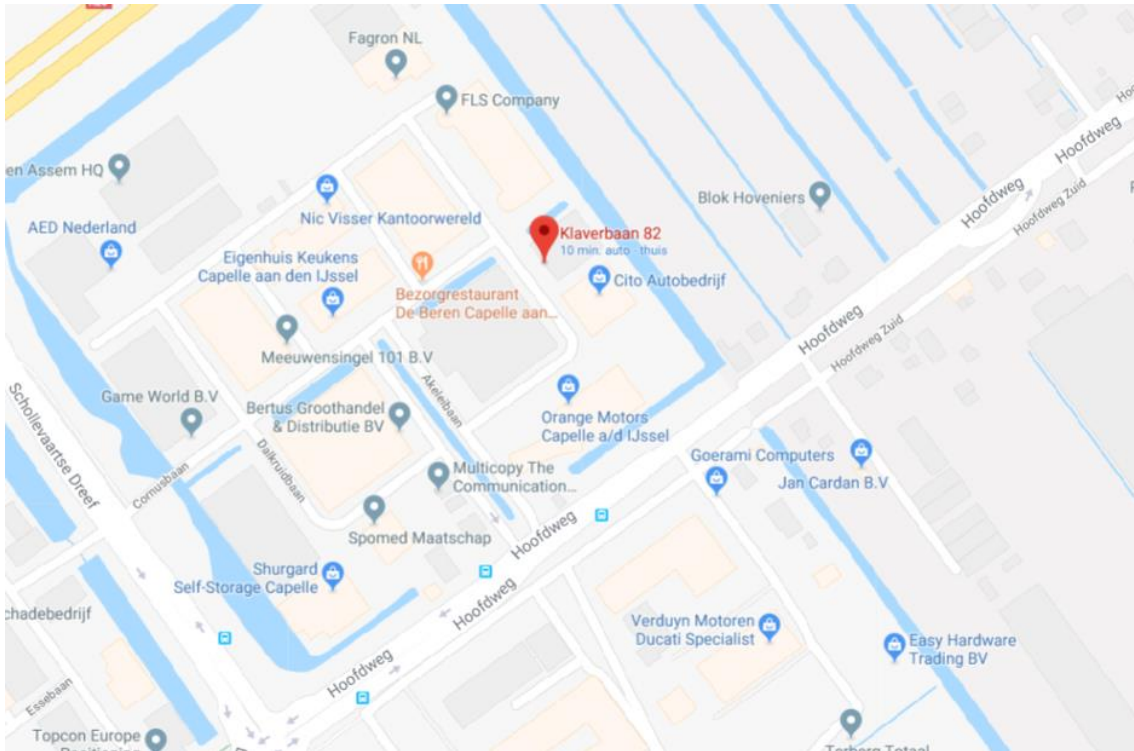 Fagron NL
FLS Company
en Assem HQ
AED Nederland
Nic Visser Kantoorwereld
Eigenhuis Keukens
Capelle aan den IJssel
Bezorgrestaurant
De Beren Capelle aan...
Klaverbaan 82
10 min. auto - thuis
Cito Autobedrijf
Blok Hoveniers
Hoofdweg
Hoofdweg
Hoofdweg Zuid
Hoofdweg
Hoofdweg Zuid
Meeuwensingel 101 B.V
Game World B.V
Bertus Groothandel
& Distributie BV
Akeleibaan
Orange Motors
Capelle a/d IJssel
Schollevaartse Dreef
Cornusbaan
Dalkruidbaan
Multicopy The
Communication...
Goerami Computers
Jan Cardan B.V
Spomed Maatschap
Hoofdweg
Shurgard
Self-Storage Capelle
Hoofdweg
chadebedrijf
Verduyn Motoren
Ducati Specialist
Easy Hardware
Trading BV
Hoofdweg
Essebaan
Topcon Europe